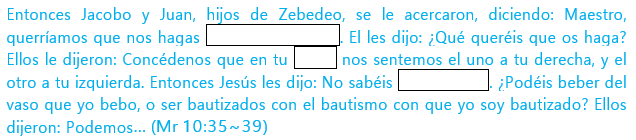 Entonces Jacobo y Juan, hijos de Zebedeo, se le acercaron, diciendo: Maestro,
querríamos que nos hagas . El les dijo: ¿Qué queréis que os haga?
Ellos le dijeron: Concédenos que en tu nos sentemos el uno a tu derecha, y el
otro a tu izquierda. Entonces Jesús les dijo: No sabéis . ¿Podéis beber del
vaso que yo bebo, o ser bautizados con el bautismo con que yo soy bautizado? Ellos
dijeron: Podemos... (Mr 10:35~39)